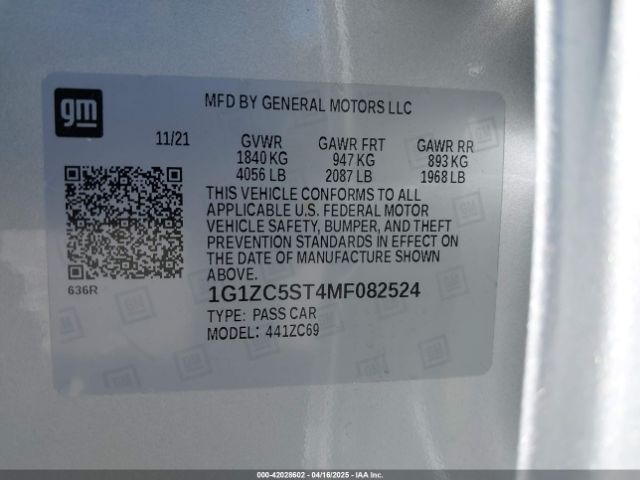 gm
MFD BY GENERAL MOTORS LLC
11/21 GVWR GAWR FRT GAWR RR
1840 KG 947 KG 893 KG
4056 LB 2087 LB 1968 LB
THIS VEHICLE CONFORMS TO ALL
APPLICABLE U.S. FEDERAL MOTOR
VEHICLE SAFETY, BUMPER, AND THEFT
PREVENTION STANDARDS IN EFFECT ON
THE DATE OF MANUFACTURE SHOWN
ABOVE.
636R
1G1ZC5ST4MF082524
TYPE: PASS CAR
MODEL: 441ZC69
000-42028602 - 04/16/2025 - IAAI.com